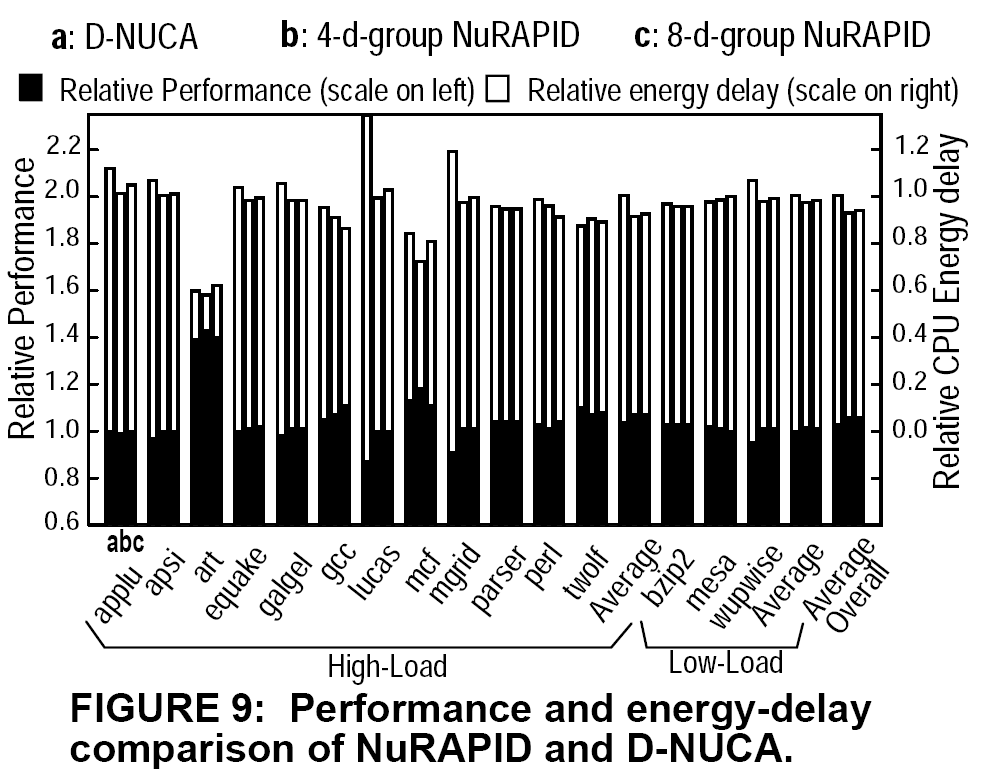 a: D-NUCA b: 4-d-group NuRAPID c: 8-d-group NuRAPID
Relative Performance (scale on left) Relative energy delay (scale on right)
Relative Performance
2.2
2.0
1.8
1.6
1.4
1.2
1.0
0.8
0.6
1.2
1.0
0.8
0.6
0.4
0.2
0.0
Relative CPU Energy delay
abc
applu
apsi
art
equake
galgel
gcc
lucas
mcf
mgrid
parser
perl
twolf
Average
bzip2
mesa
wupwise
Average
Average
Overall
High-Load
Low-Load
FIGURE 9: Performance and energy-delay
comparison of NuRAPID and D-NUCA.